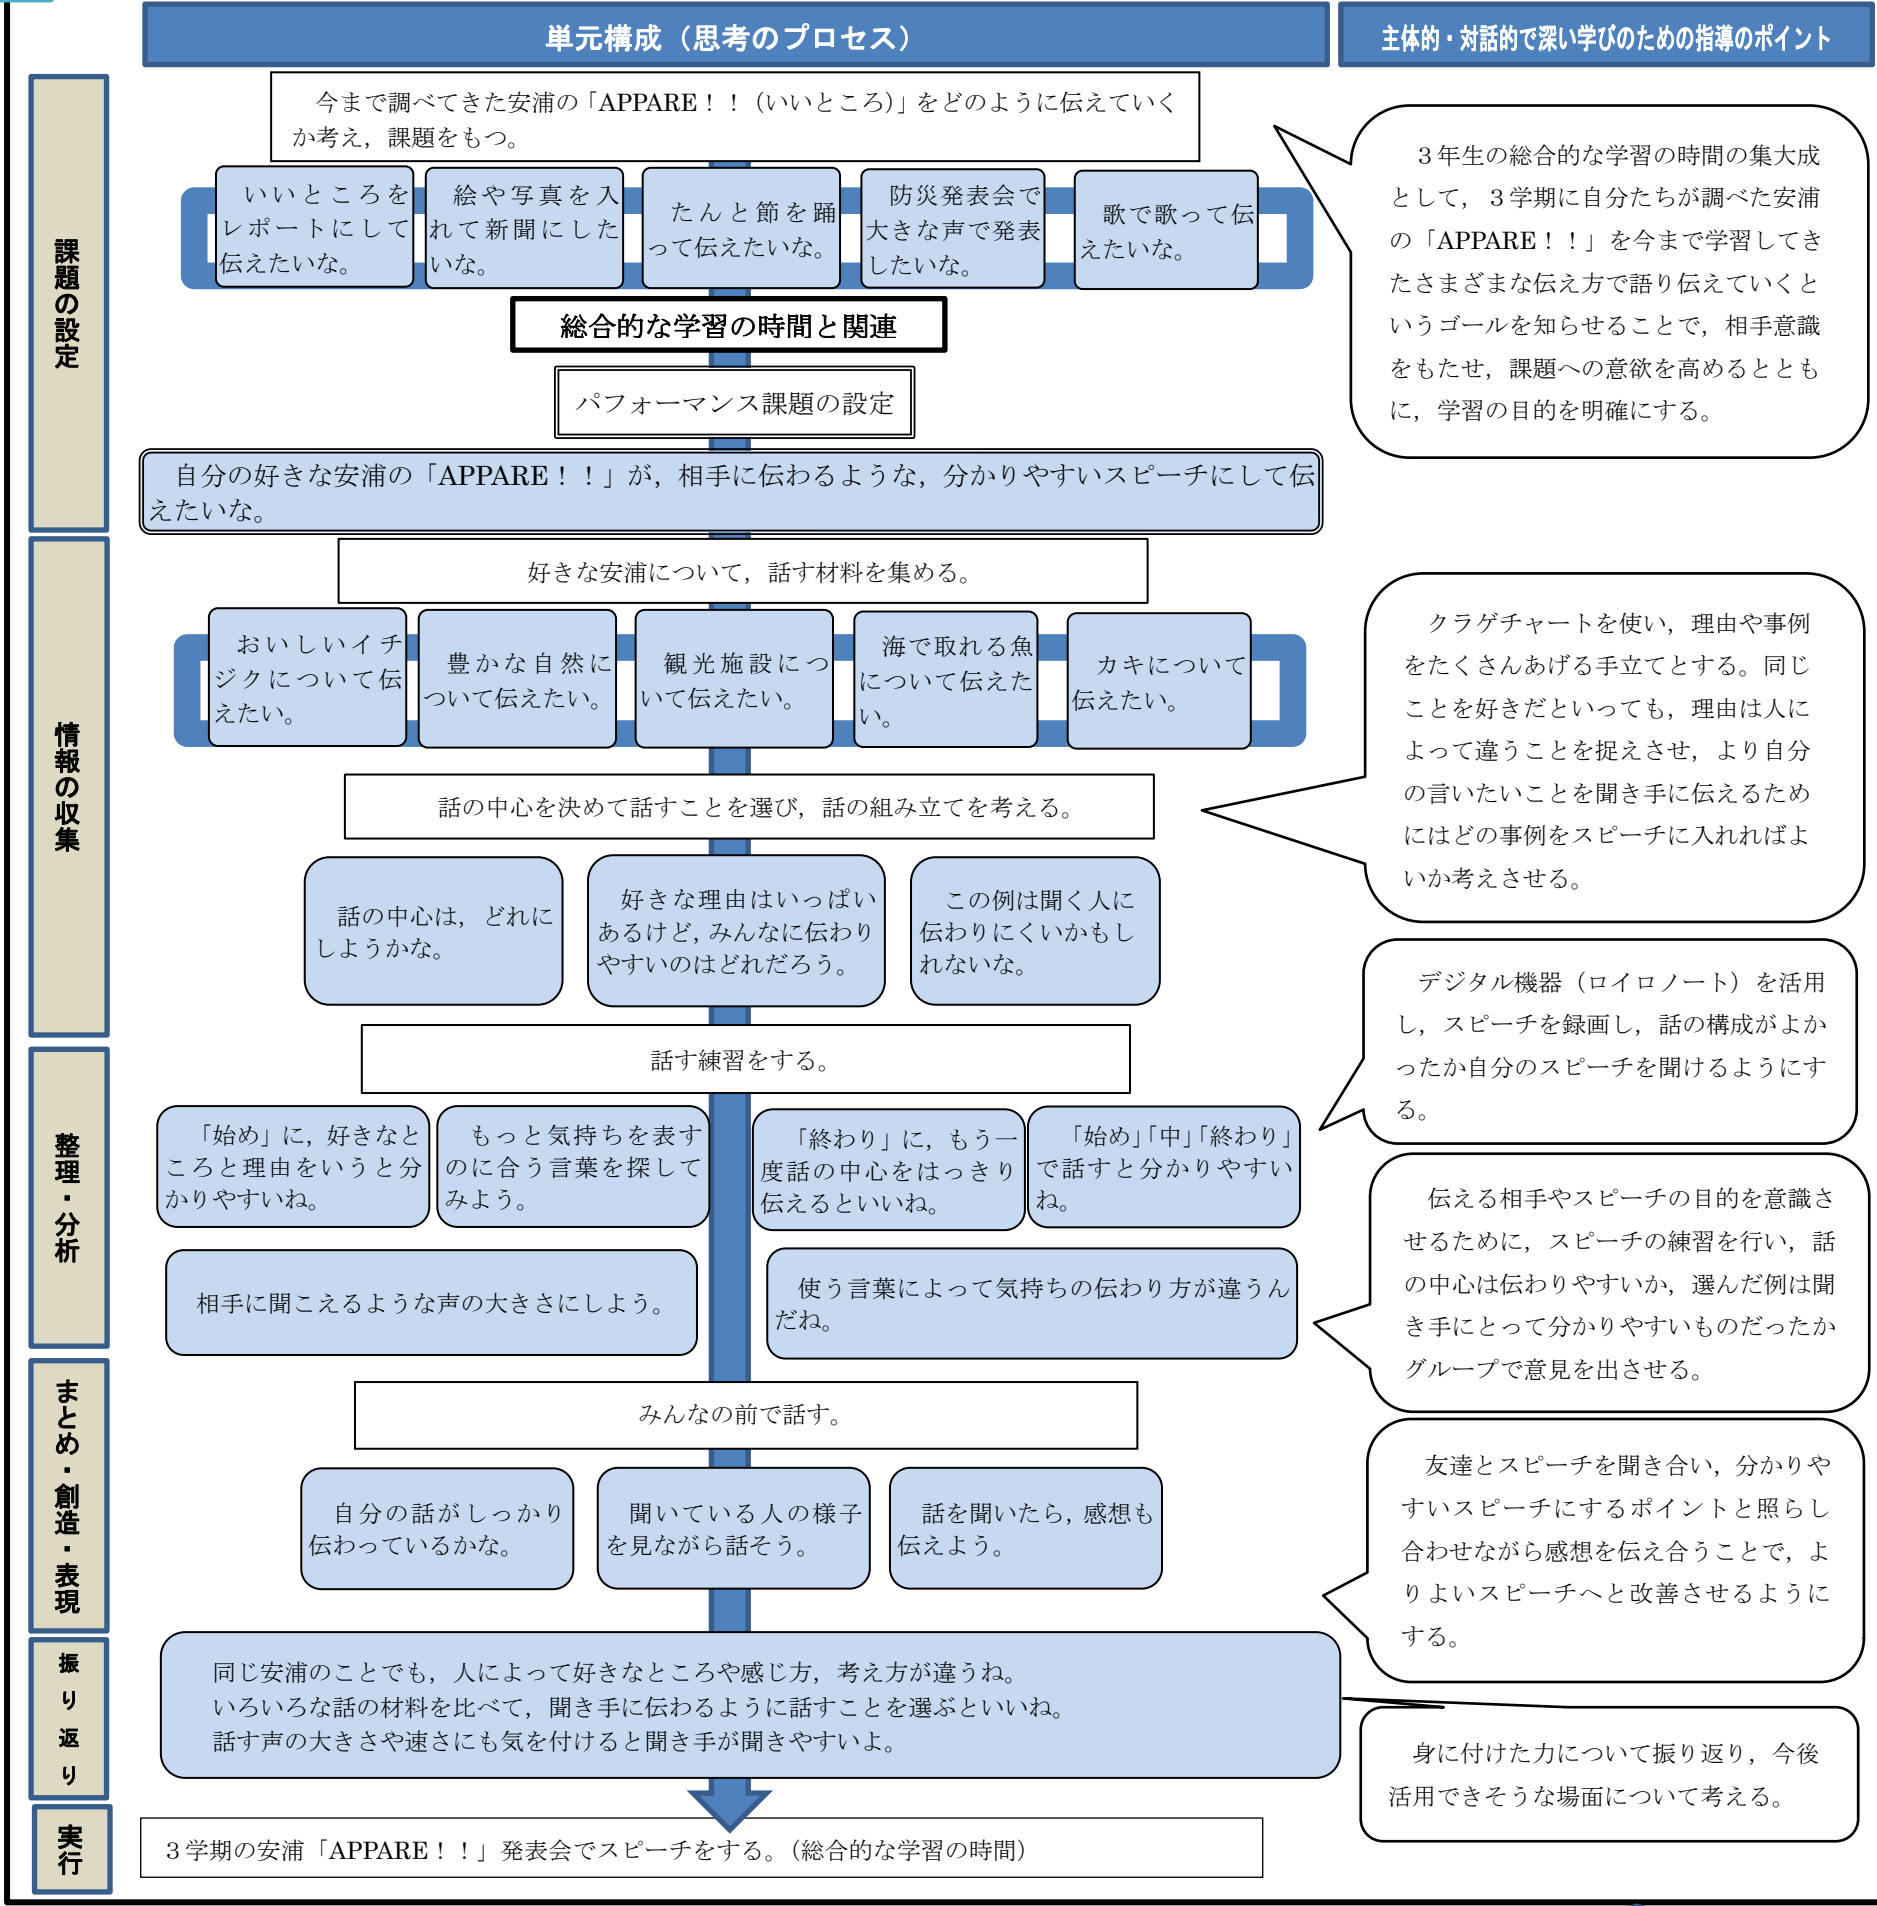 単元構成（思考のプロセス）
主体的・対話的で深い学びのための指導のポイント
課題の設定
今まで調べてきた安浦の「APPARE！！（いいところ）」をどのように伝えていく
か考え，課題をもつ。
いいところを
レポートにして
伝えたいな。
絵や写真を入
れて新聞にした
いな。
たんと節を踊
って伝えたいな。
防災発表会で
大きな声で発表
したいな。
歌で歌って伝
えたいな。
総合的な学習の時間と関連
パフォーマンス課題の設定
自分の好きな安浦の「APPARE！！」が，相手に伝わるような，分かりやすいスピーチにして伝
えたいな。
３年生の総合的な学習の時間の集大成
として，３学期に自分たちが調べた安浦
の「APPARE！！」を今まで学習してき
たさまざまな伝え方で語り伝えていくと
いうゴールを知らせることで，相手意識
をもたせ，課題への意欲を高めるととも
に，学習の目的を明確にする。
情報の収集
好きな安浦について，話す材料を集める。
おいしいイチ
ジクについて伝
えたい。
豊かな自然に
ついて伝えたい。
観光施設につ
いて伝えたい。
海で取れる魚
について伝えた
い。
カキについて
伝えたい。
話の中心を決めて話すことを選び，話の組み立てを考える。
話の中心は，どれに
しようかな。
好きな理由はいっぱい
あるけど，みんなに伝わり
やすいのはどれだろう。
この例は聞く人に
伝わりにくいかもし
れないな。
クラゲチャートを使い，理由や事例
をたくさんあげる手立てとする。同じ
ことを好きだといっても，理由は人に
よって違うことを捉えさせ，より自分
の言いたいことを聞き手に伝えるため
にはどの事例をスピーチに入れればよ
いか考えさせる。
整理・分析
話す練習をする。
「始め」に，好きなと
ころと理由をいうと分
かりやすいね。
もっと気持ちを表す
のに合う言葉を探して
みよう。
「終わり」に，もう一
度話の中心をはっきり
伝えるといいね。
「始め」「中」「終わり」
で話すと分かりやすい
ね。
相手に聞こえるような声の大きさにしよう。
使う言葉によって気持ちの伝わり方が違うん
だね。
デジタル機器（ロイロノート）を活用
し，スピーチを録画し，話の構成がよか
ったか自分のスピーチを聞けるようにす
る。
伝える相手やスピーチの目的を意識さ
せるために，スピーチの練習を行い，話
の中心は伝わりやすいか，選んだ例は聞
き手にとって分かりやすいものだったか
グループで意見を出させる。
まとめ・創造・表現
みんなの前で話す。
自分の話がしっかり
伝わっているかな。
聞いている人の様子
を見ながら話そう。
話を聞いたら，感想も
伝えよう。
友達とスピーチを聞き合い，分かりや
すいスピーチにするポイントと照らし
合わせながら感想を伝え合うことで，よ
りよいスピーチへと改善させるように
する。
振り返り
同じ安浦のことでも，人によって好きなところや感じ方，考え方が違うね。
いろいろな話の材料を比べて，聞き手に伝わるように話すことを選ぶといいね。
話す声の大きさや速さにも気を付けると聞き手が聞きやすいよ。
身に付けた力について振り返り，今後
活用できそうな場面について考える。
実行
３学期の安浦「APPARE！！」発表会でスピーチをする。（総合的な学習の時間）